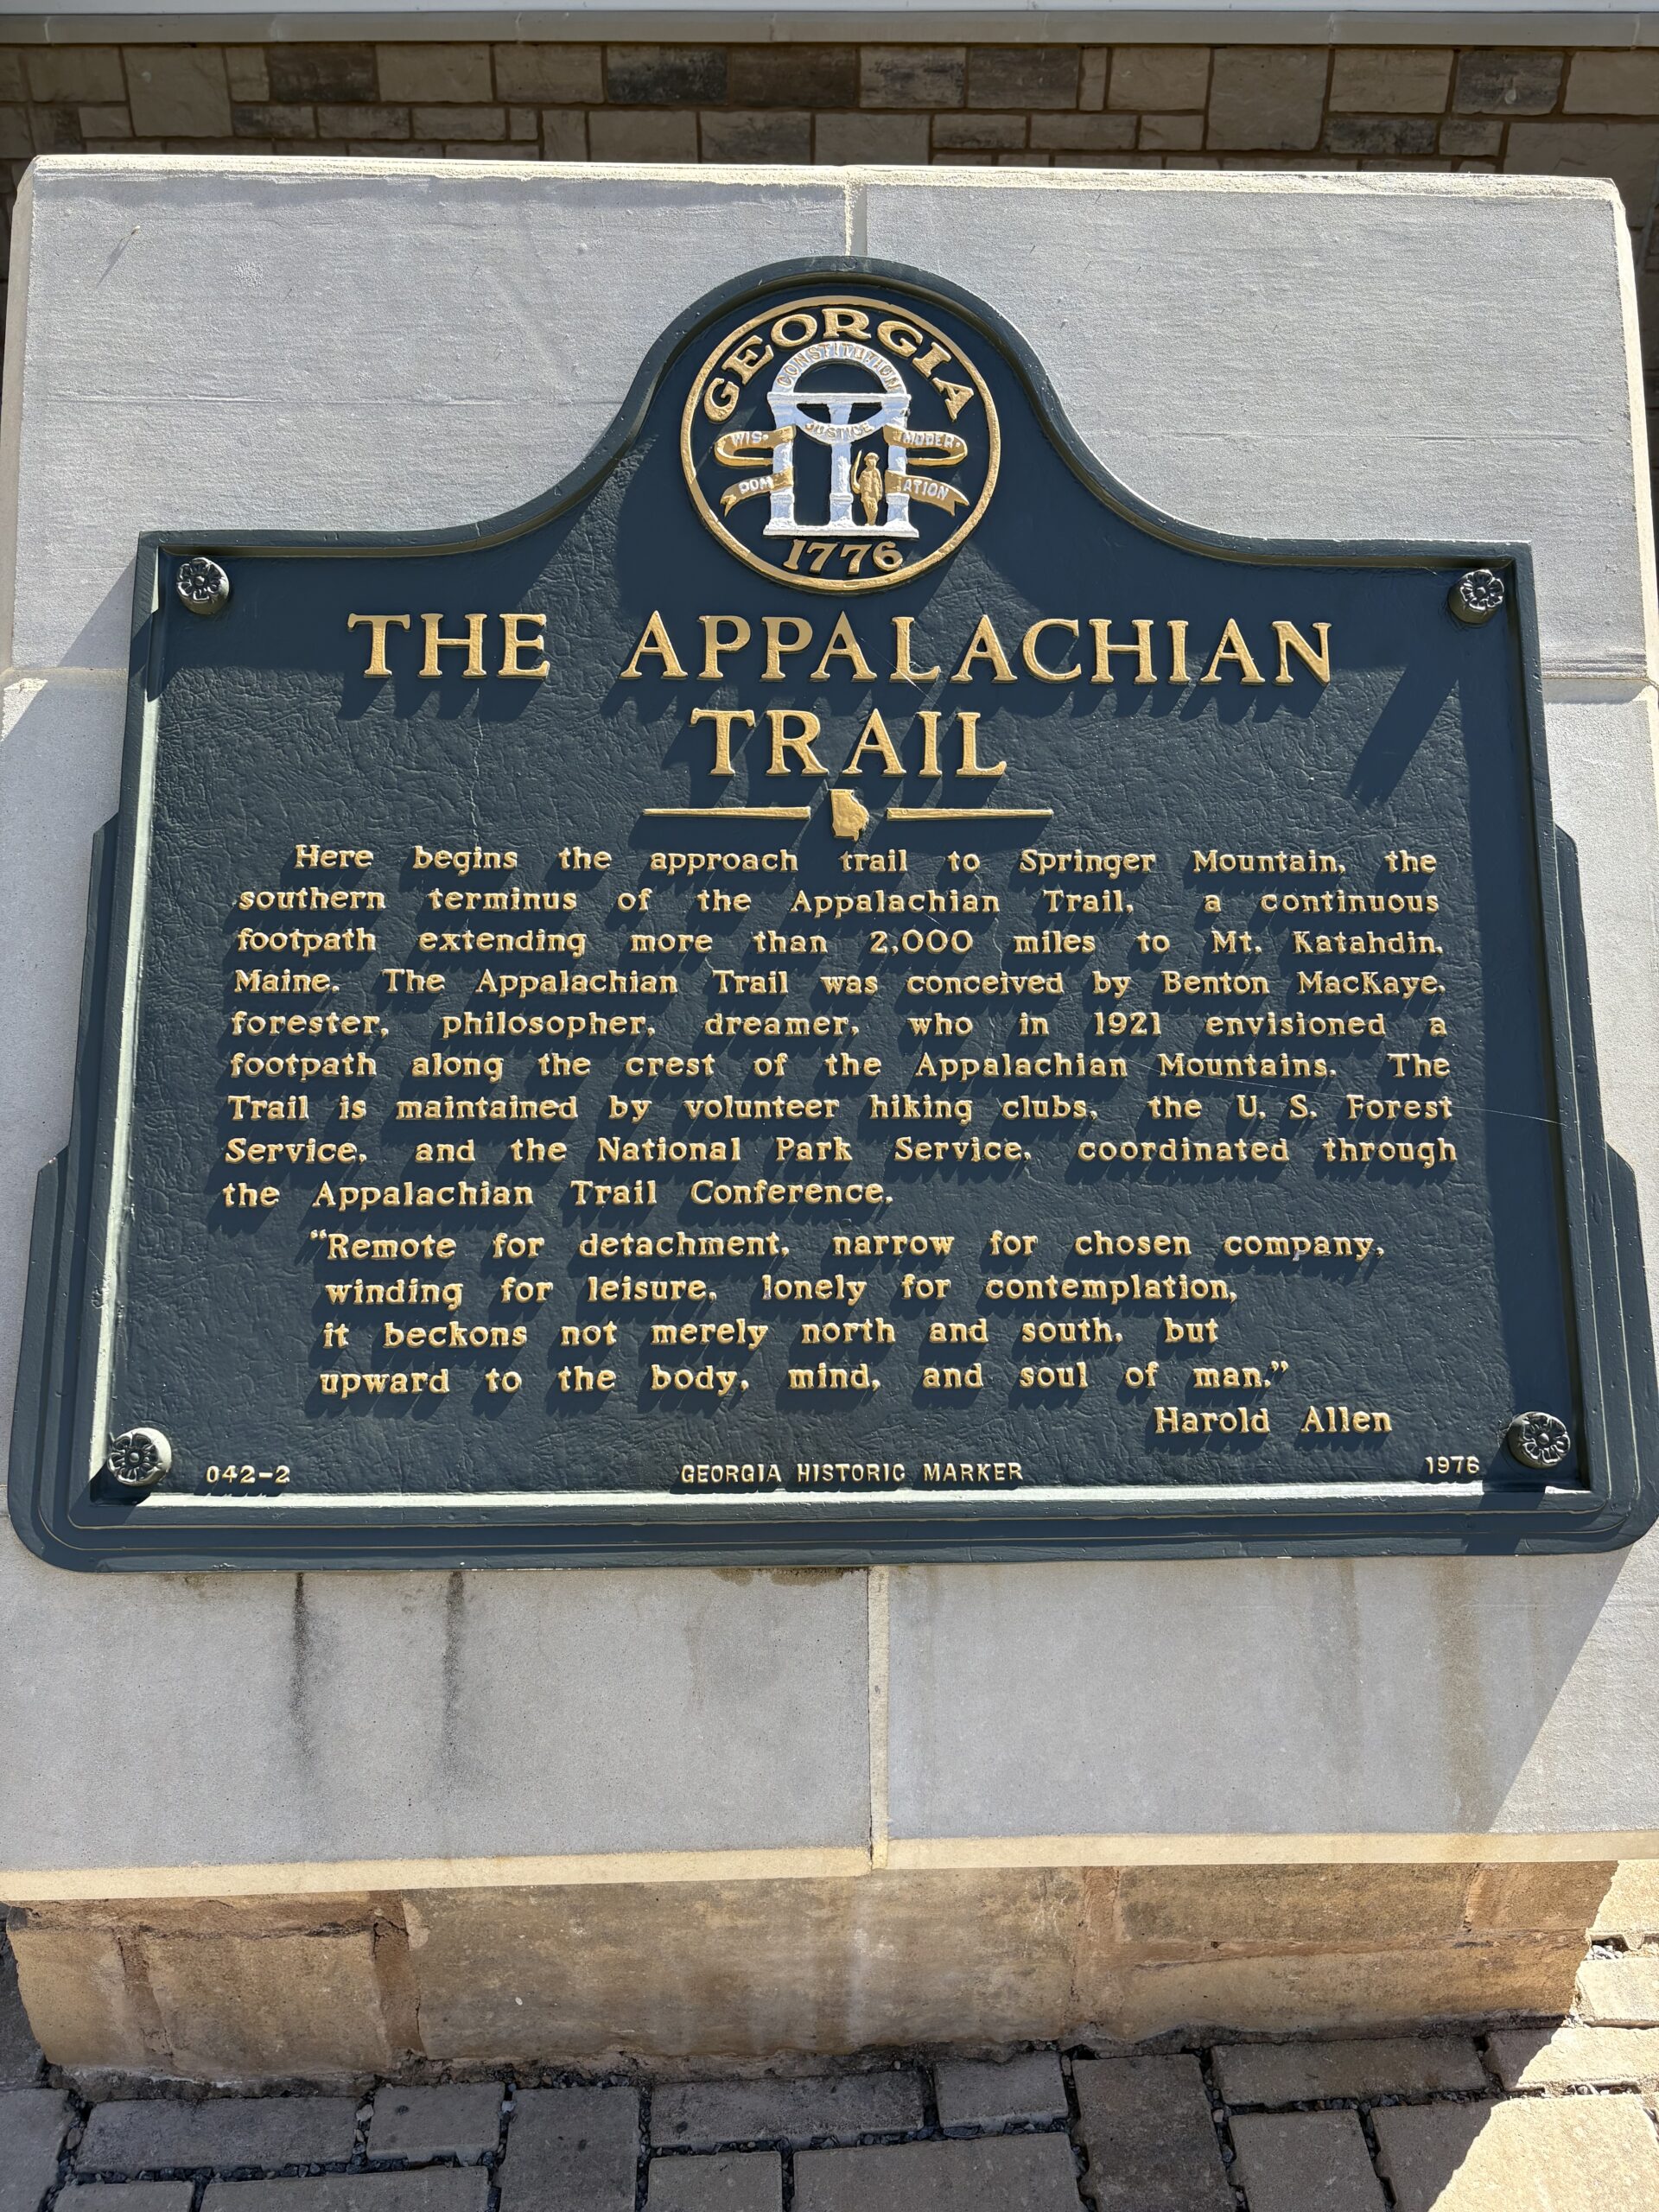 GEORGIA
CONSTITUTION
JUSTICE
WIS-
MODER-
DOM
ATION
1776
THE APPALACHIAN
TRAIL
Here begins the approach trail to Springer Mountain, the
southern terminus of the Appalachian Trail, a continuous
footpath extending more than 2,000 miles to Mt. Katahdin,
Maine. The Appalachian Trail was conceived by Benton MacKaye,
forester, philosopher, dreamer, who in 1921 envisioned a
footpath along the crest of the Appalachian Mountains. The
Trail is maintained by volunteer hiking clubs, the U. S. Forest
Service, and the National Park Service, coordinated through
the Appalachian Trail Conference.
“Remote for detachment, narrow for chosen company,
winding for leisure, lonely for contemplation,
it beckons not merely north and south, but
upward to the body, mind, and soul of man.”
Harold Allen
042-2 GEORGIA HISTORIC MARKER 1976